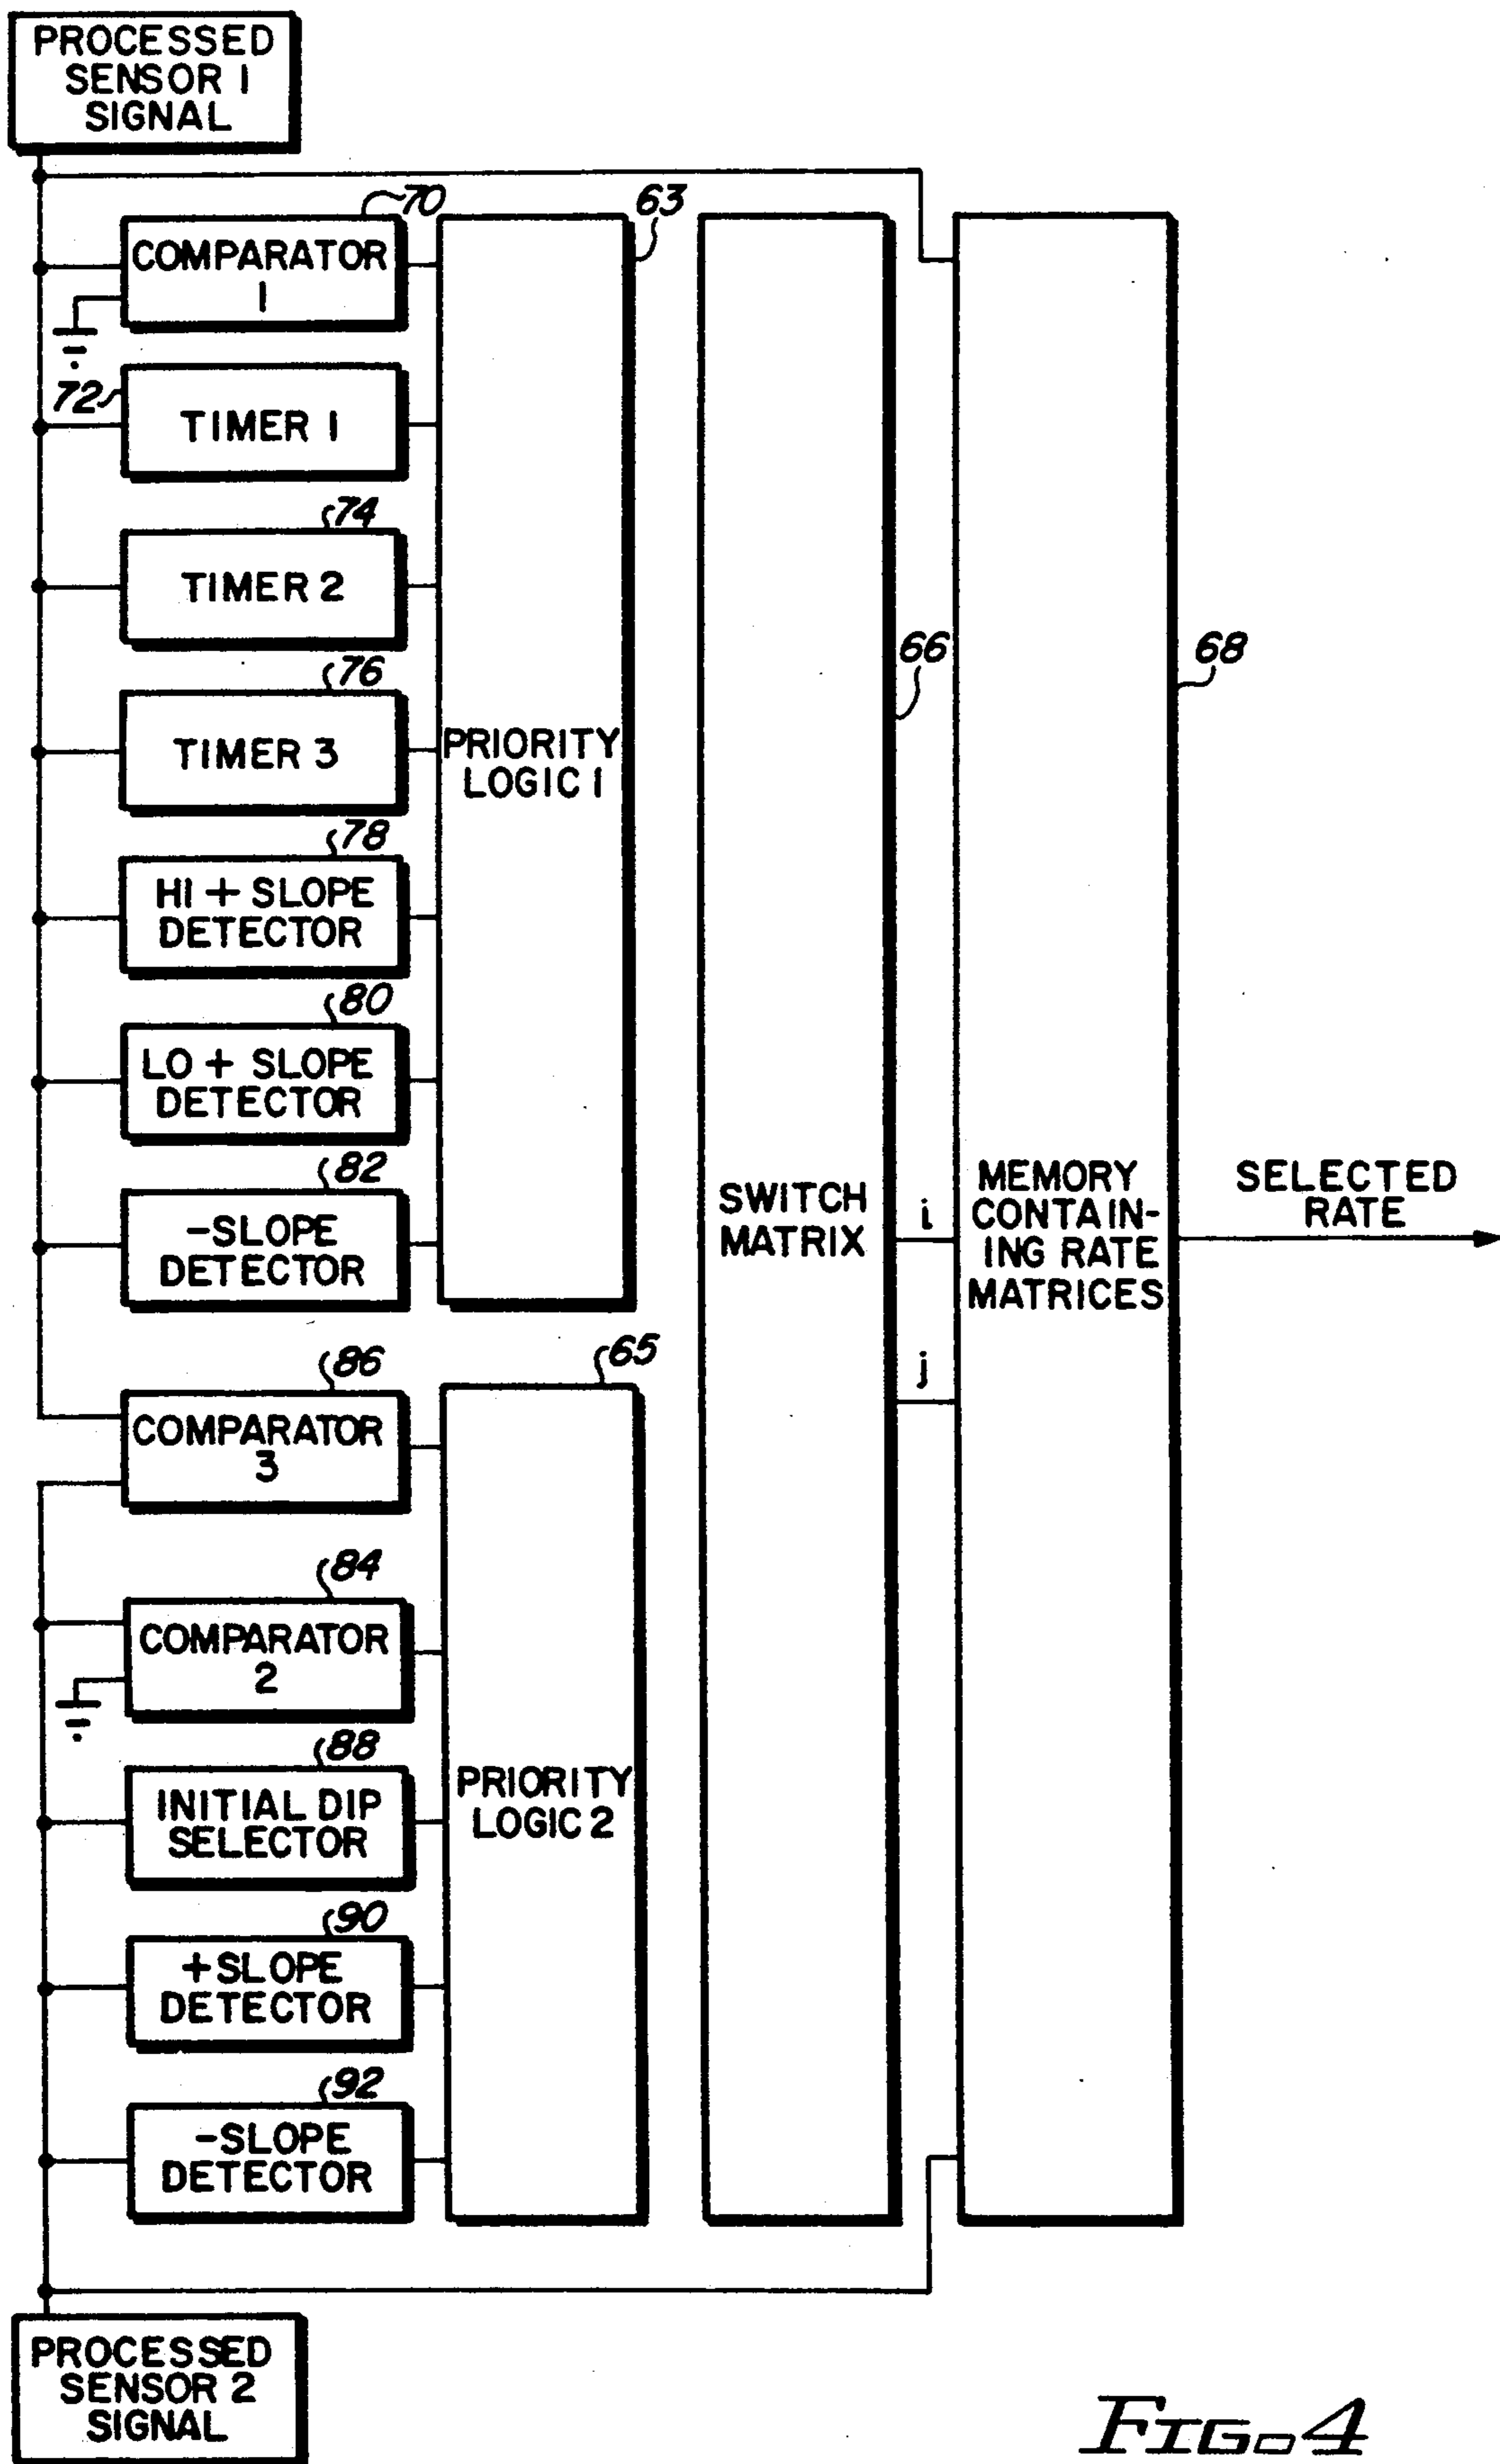 PROCESSED
SENSOR 1
SIGNAL
70
COMPARATOR
1
63
72
TIMER 1
74
TIMER 2
76
TIMER 3
PRIORITY
LOGIC 1
66
68
78
HI + SLOPE
DETECTOR
80
LO + SLOPE
DETECTOR
82
-SLOPE
DETECTOR
SWITCH
MATRIX
i
j
MEMORY
CONTAIN-
ING RATE
MATRICES
SELECTED
RATE
86
COMPARATOR
3
65
84
COMPARATOR
2
88
INITIAL DIP
SELECTOR
PRIORITY
LOGIC 2
90
+SLOPE
DETECTOR
92
-SLOPE
DETECTOR
PROCESSED
SENSOR 2
SIGNAL
FIG. 4